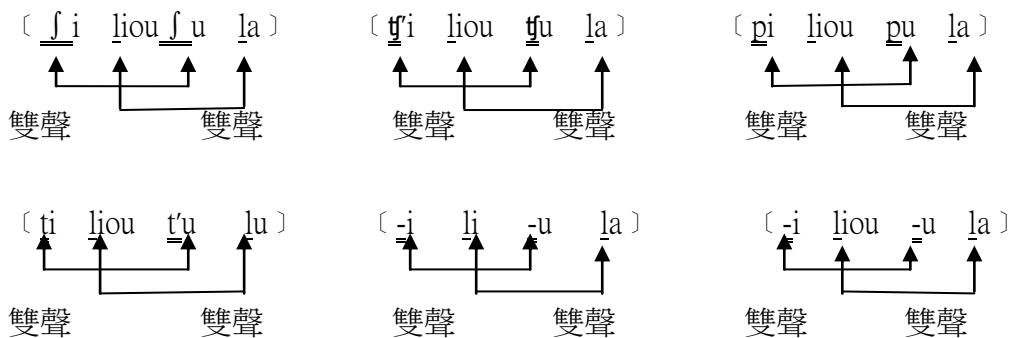 〔 ʃi liou ʃu la 〕 〔 ʧ'i liou ʧu la 〕 〔 pi liou pu la 〕
雙聲 雙聲 雙聲 雙聲 雙聲 雙聲
〔 ti liou t'u lu 〕 〔 -i li -u la 〕 〔 -i liou -u la 〕
雙聲 雙聲 雙聲 雙聲 雙聲 雙聲